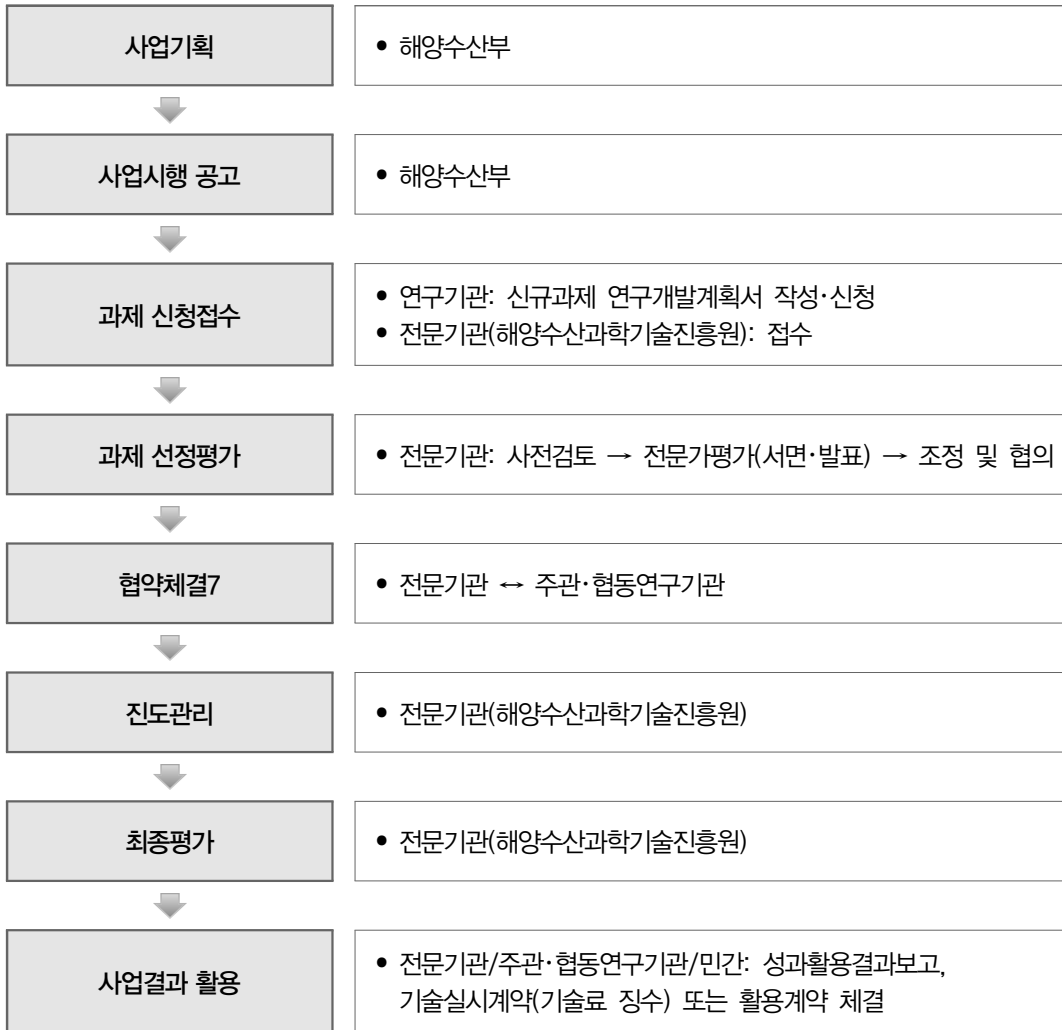 사업기획
• 해양수산부
사업시행 공고
• 해양수산부
과제 신청접수
• 연구기관: 신규과제 연구개발계획서 작성·신청
• 전문기관(해양수산과학기술진흥원): 접수
과제 선정평가
• 전문기관: 사전검토 → 전문가평가(서면·발표) → 조정 및 협의
협약체결7
• 전문기관 ↔ 주관·협동연구기관
진도관리
• 전문기관(해양수산과학기술진흥원)
최종평가
• 전문기관(해양수산과학기술진흥원)
사업결과 활용
• 전문기관/주관·협동연구기관/민간: 성과활용결과보고,
기술실시계약(기술료 징수) 또는 활용계약 체결